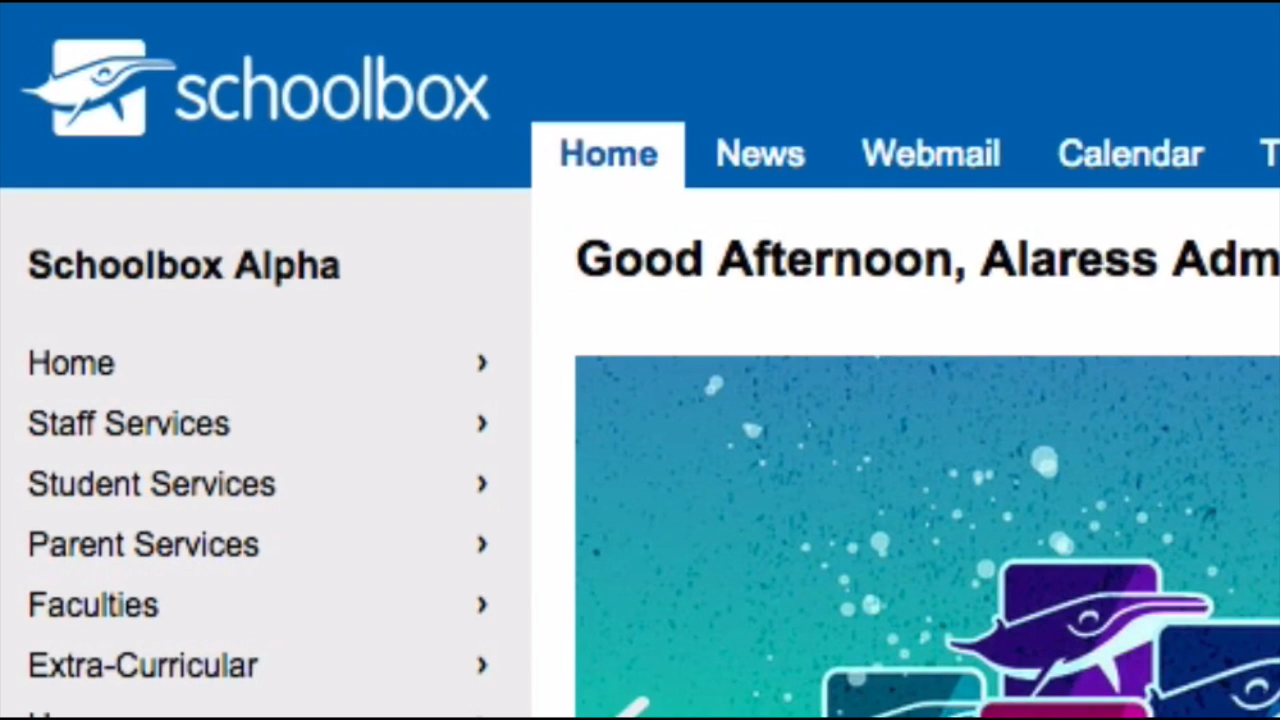 schoolbox
Home News Webmail Calendar
Schoolbox Alpha
Good Afternoon, Alaress Adm
Home
Staff Services
Student Services
Parent Services
Faculties
Extra-Curricular